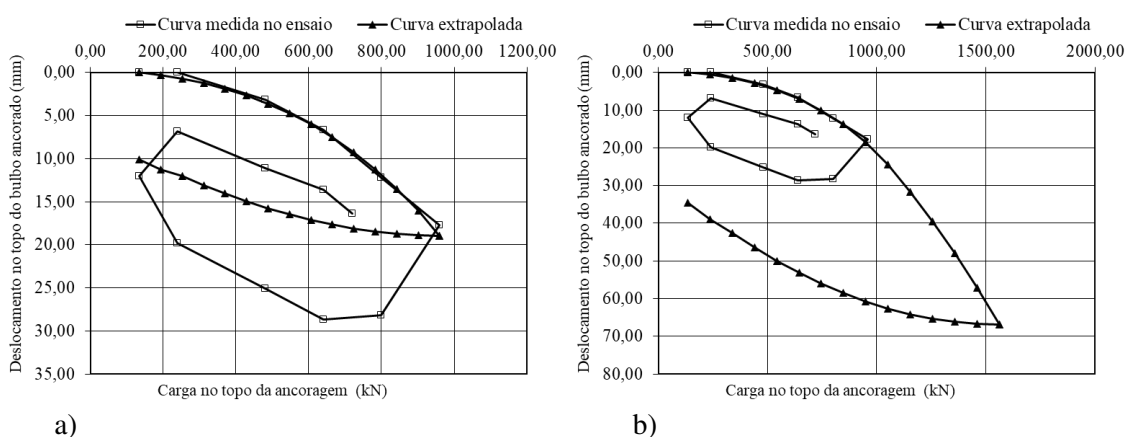 Curva medida no ensaio Curva extrapolada
0,00 200,00 400,00 600,00 800,00 1000,00 1200,00
0,00
5,00
10,00
15,00
20,00
25,00
30,00
35,00
Deslocamento no topo do bulbo ancorado (mm)
Carga no topo da ancoragem (kN)
a)
Curva medida no ensaio Curva extrapolada
0,00 500,00 1000,00 1500,00 2000,00
0,00
10,00
20,00
30,00
40,00
50,00
60,00
70,00
80,00
Deslocamento no topo do bulbo ancorado (mm)
Carga no topo da ancoragem (kN)
b)